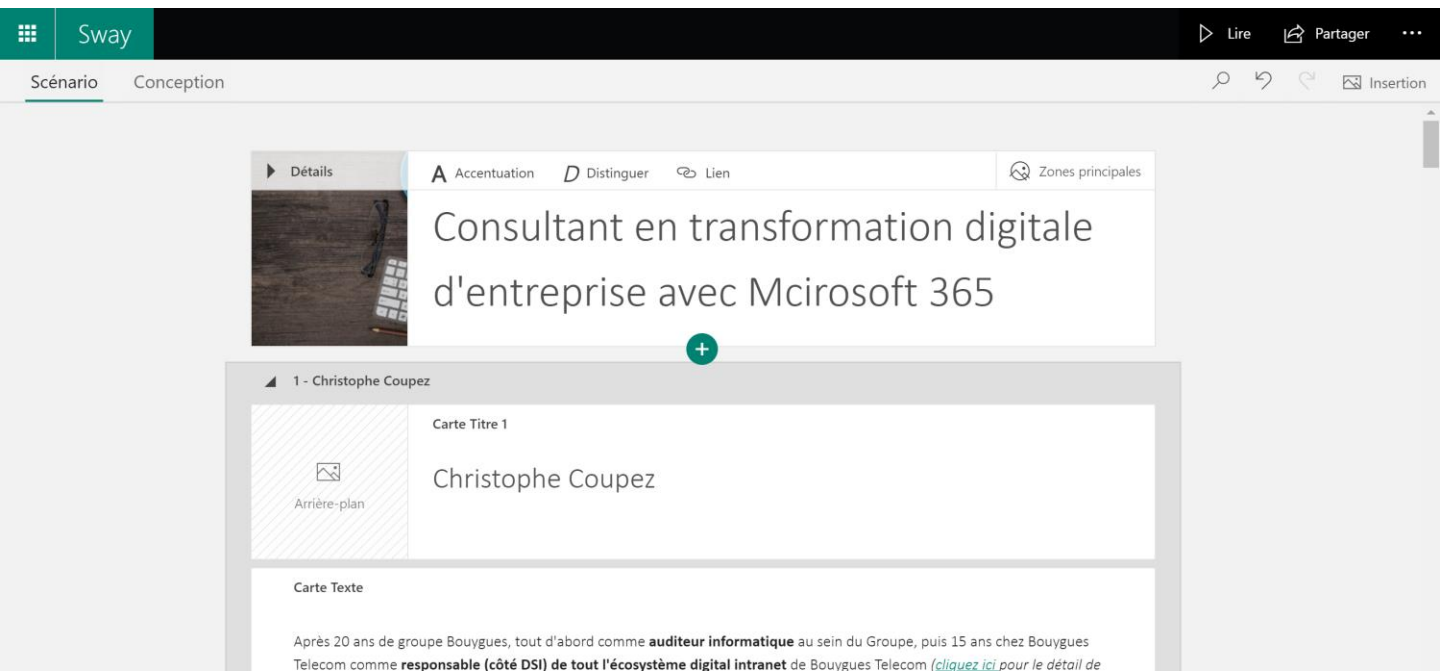 Sway
Lire
Partager
Scénario
Conception
Insertion
Détails
A Accentuation
D Distinguer
Lien
Zones principales
Consultant en transformation digitale
d'entreprise avec Mcirosoft 365
1 - Christophe Coupez
Carte Titre 1
Christophe Coupez
Arrière-plan
Carte Texte
Après 20 ans de groupe Bouygues, tout d'abord comme auditeur informatique au sein du Groupe, puis 15 ans chez Bouygues
Telecom comme responsable (côté DSI) de tout l'écosystème digital intranet de Bouygues Telecom (cliquez ici pour le détail de